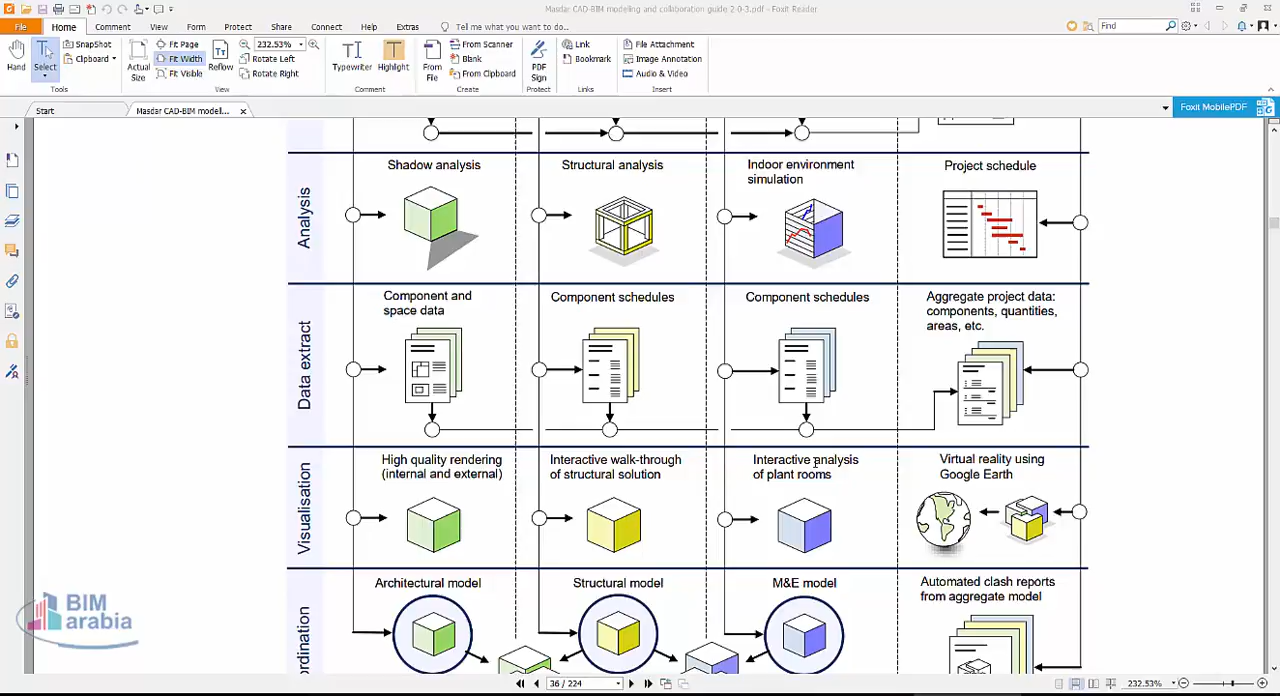 Masdar CAD-BIM modeling and collaboration guide 2-0-3.pdf - Foxit Reader
File Home Comment View Form Protect Share Connect Help Extras Tell me what you want to do... Find
SnapShot
Clipboard
Hand Select
Tools
Actual Size
Fit Page
Fit Width
Fit Visible
Reflow
232.53%
Rotate Left
Rotate Right
View
Typewriter Highlight
Comment
From File
From Scanner
Blank
From Clipboard
Create
PDF Sign
Protect
Link
Bookmark
Links
File Attachment
Image Annotation
Audio & Video
Insert
Start Masdar CAD-BIM modell... Foxit MobilePDF
Analysis
Shadow analysis
Structural analysis
Indoor environment
simulation
Project schedule
Data extract
Component and
space data
Component schedules
Component schedules
Aggregate project data:
components, quantities,
areas, etc.
Visualisation
High quality rendering
(internal and external)
Interactive walk-through
of structural solution
Interactive analysis
of plant rooms
Virtual reality using
Google Earth
rdination
Architectural model
Structural model
M&E model
Automated clash reports
from aggregate model
BIM
arabia
36 / 224
232.53%